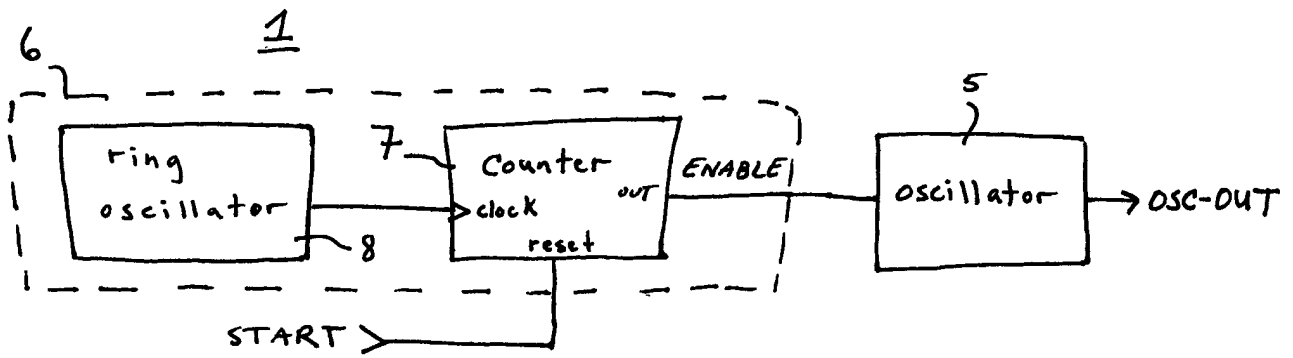 1
6
5
7
ring
oscillator
8
Counter
OUT
clock
reset
ENABLE
oscillator
OSC-OUT
START